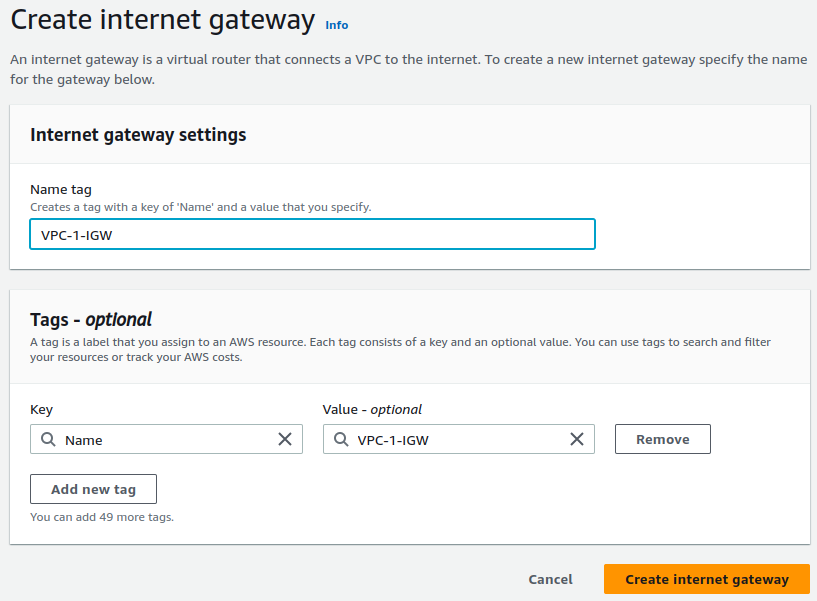 Create internet gateway Info
An internet gateway is a virtual router that connects a VPC to the internet. To create a new internet gateway specify the name
for the gateway below.
Internet gateway settings
Name tag
Creates a tag with a key of 'Name' and a value that you specify.
VPC-1-IGW
Tags - optional
A tag is a label that you assign to an AWS resource. Each tag consists of a key and an optional value. You can use tags to search and filter
your resources or track your AWS costs.
Key Value - optional
Name VPC-1-IGW Remove
Add new tag
You can add 49 more tags.
Cancel Create internet gateway